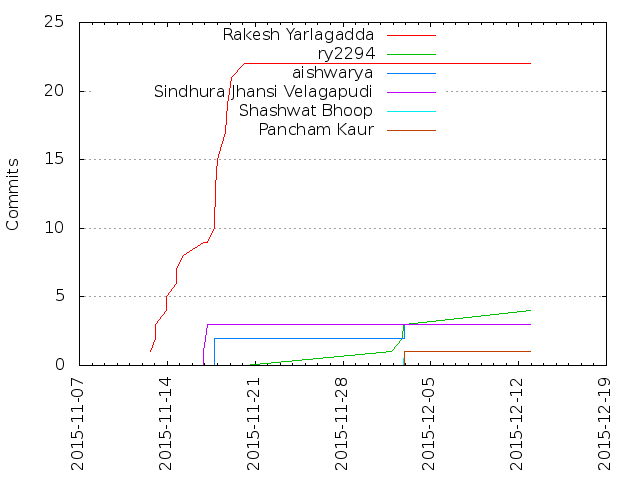 25
20
15
10
5
0
Commits
Rakesh Yarlagadda
ry2294
aishwarya
Sindhura Jhansi Velagapudi
Shashwat Bhoop
Pancham Kaur
2015-11-07
2015-11-14
2015-11-21
2015-11-28
2015-12-05
2015-12-12
2015-12-19